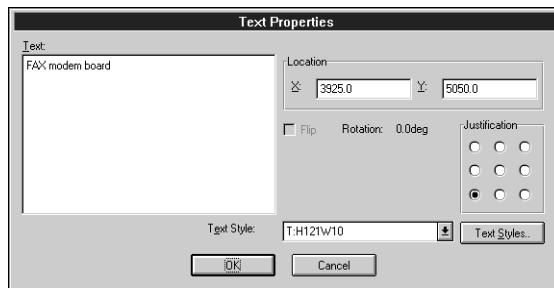 Text Properties
Text:
FAX modem board
Location
X: 3925.0 Y: 5050.0
Flip Rotation: 0.0deg
Justification
Text Style: T:H121W10 Text Styles..
OK Cancel